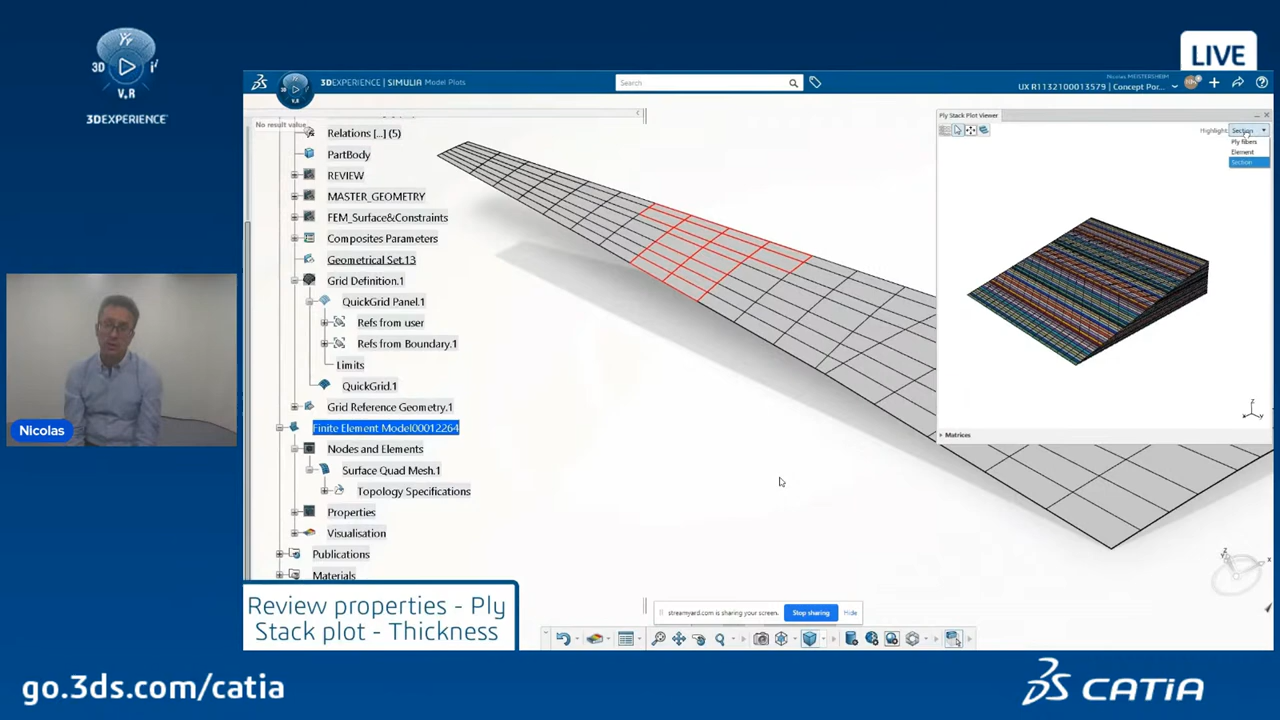 LIVE
3D
V.R
3DEXPERIENCE
3DEXPERIENCE | SIMULIA Model Plots
Search
Nicolas MEISTERSHEIM
UX R1132100013579 | Concept Por...
No result value
Relations [...] (5)
PartBody
REVIEW
MASTER_GEOMETRY
FEM_Surface&Constraints
Composites Parameters
Geometrical Set.13
Grid Definition.1
QuickGrid Panel.1
Refs from user
Refs from Boundary.1
Limits
QuickGrid.1
Grid Reference Geometry.1
Finite Element Model00012264
Nodes and Elements
Surface Quad Mesh.1
Topology Specifications
Properties
Visualisation
Publications
Materials
Ply Stack Plot Viewer
Highlight: Section
Ply fibers
Element
Section
Matrices
Nicolas
Review properties - Ply
Stack plot - Thickness
streamyard.com is sharing your screen.
Stop sharing
Hide
go.3ds.com/catia
CATIA